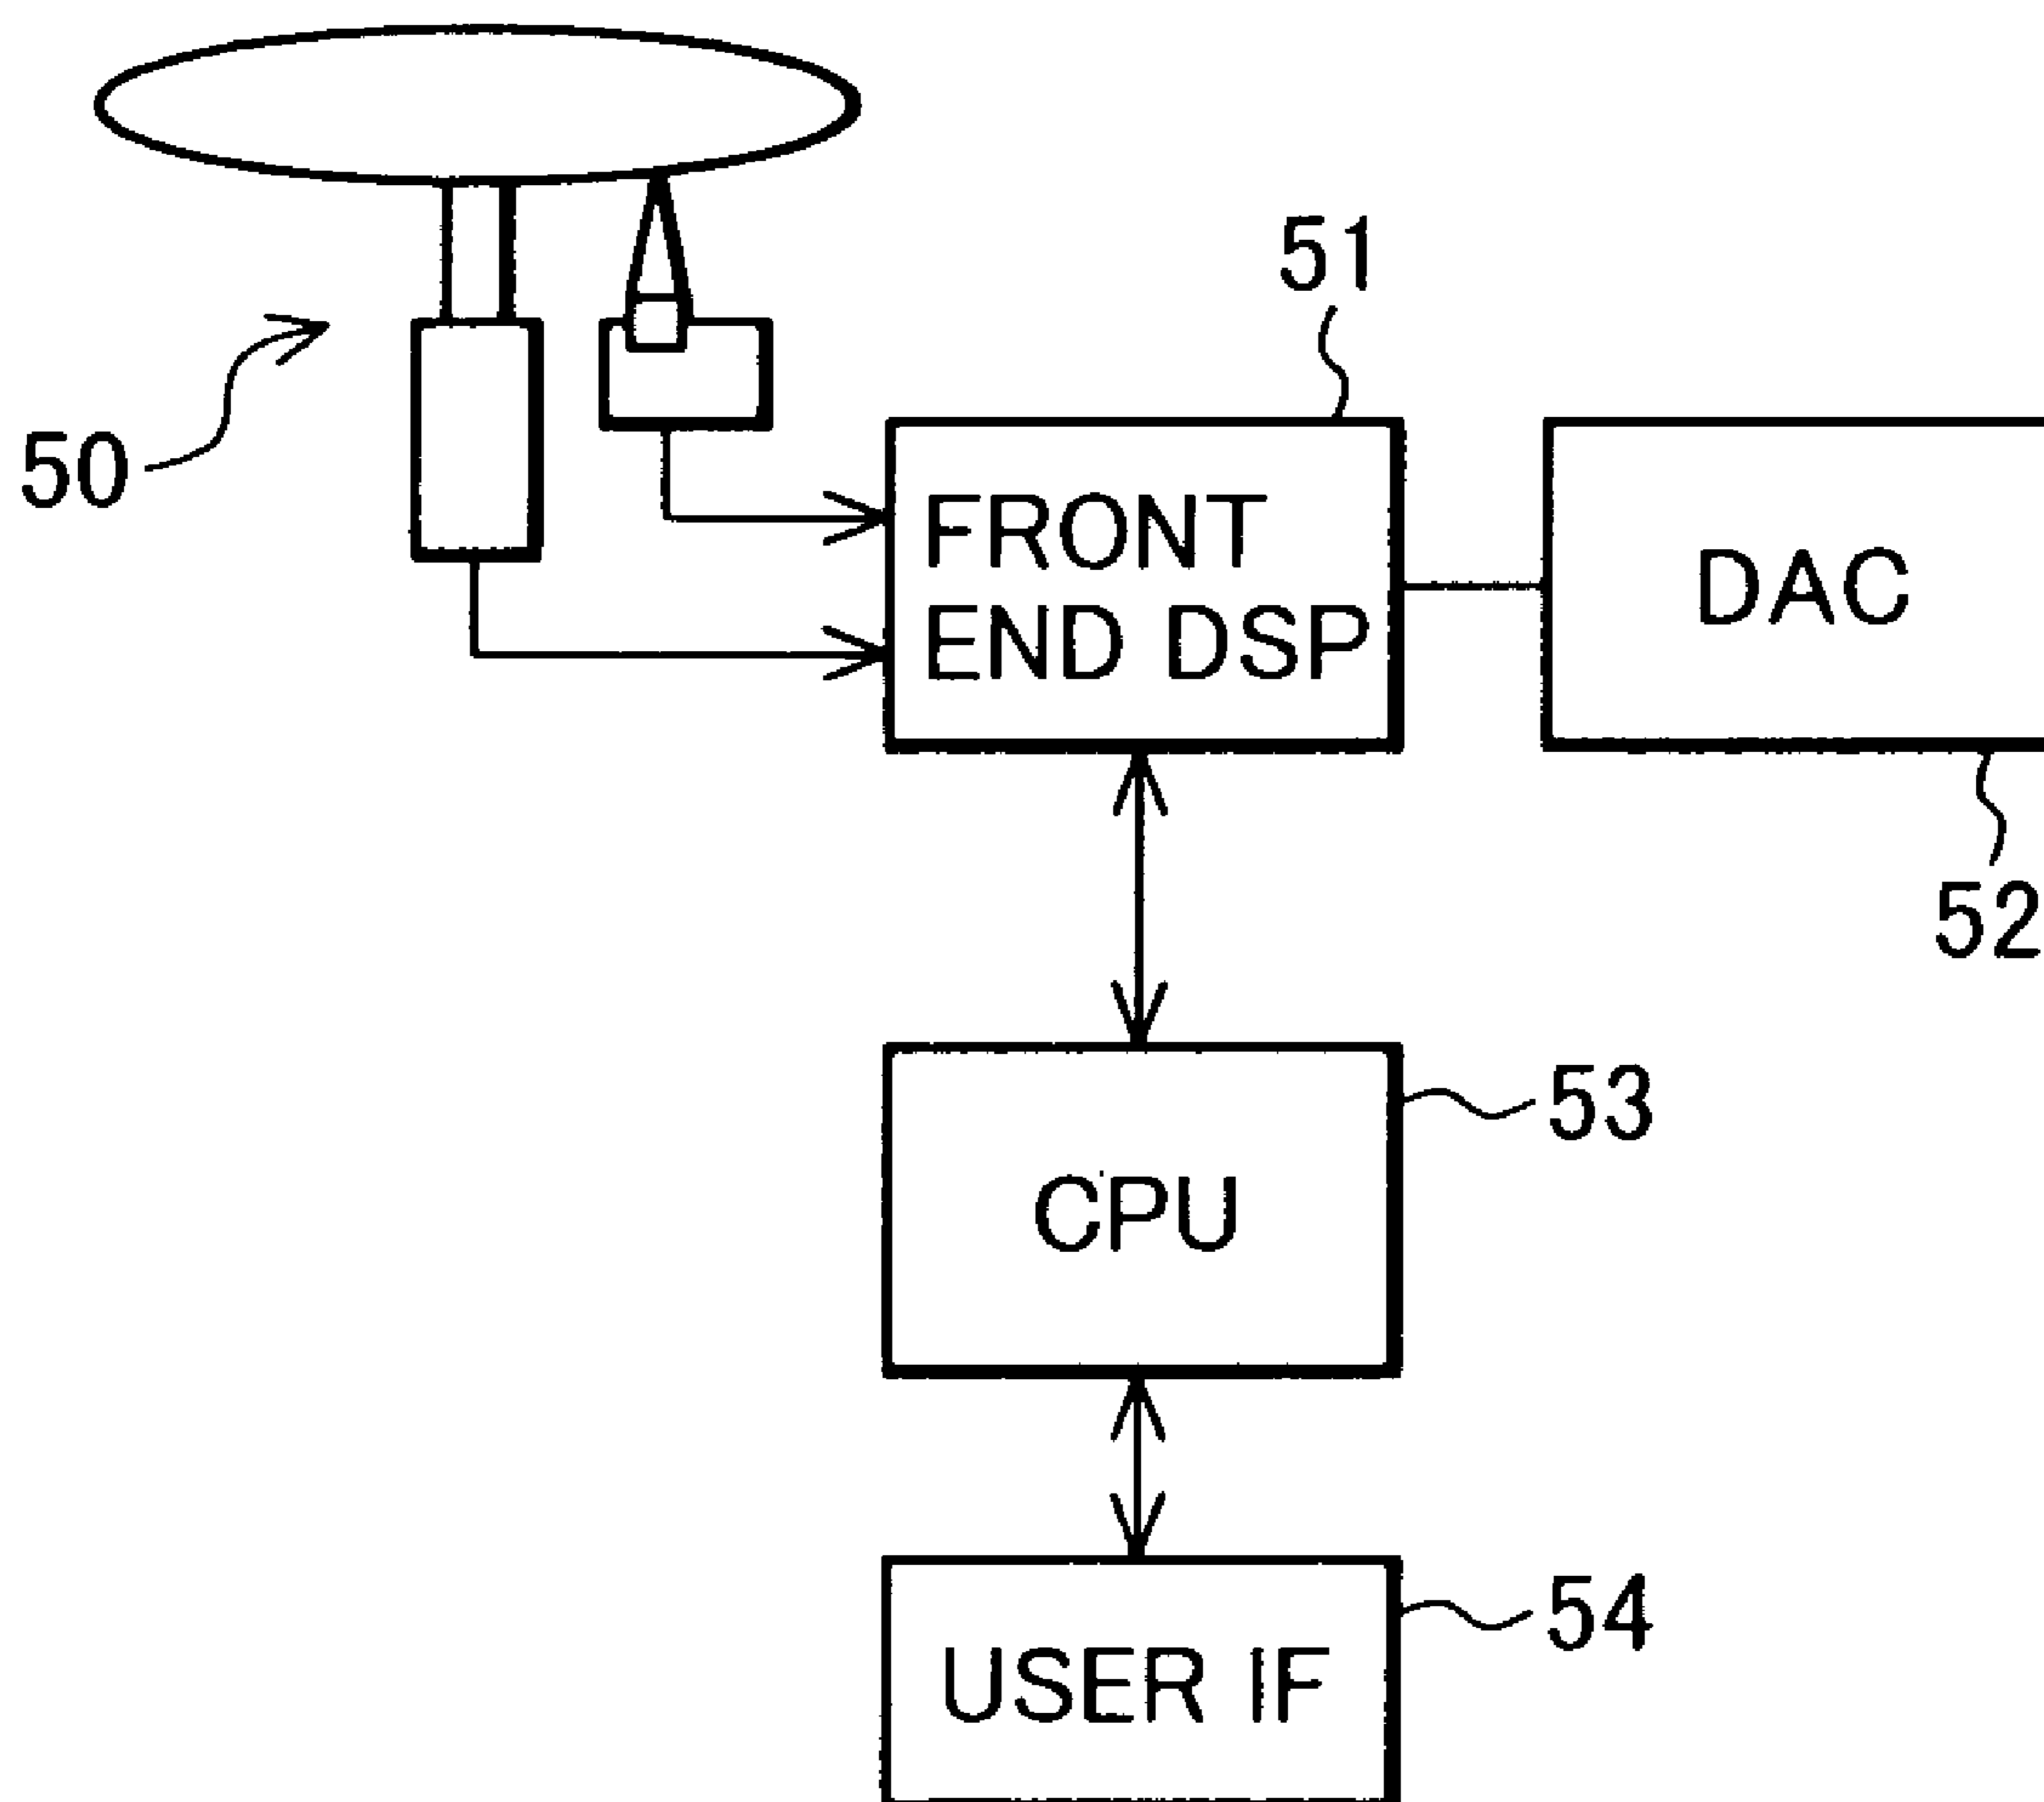 51
50
FRONT
END DSP
DAC
52
53
CPU
54
USER IF